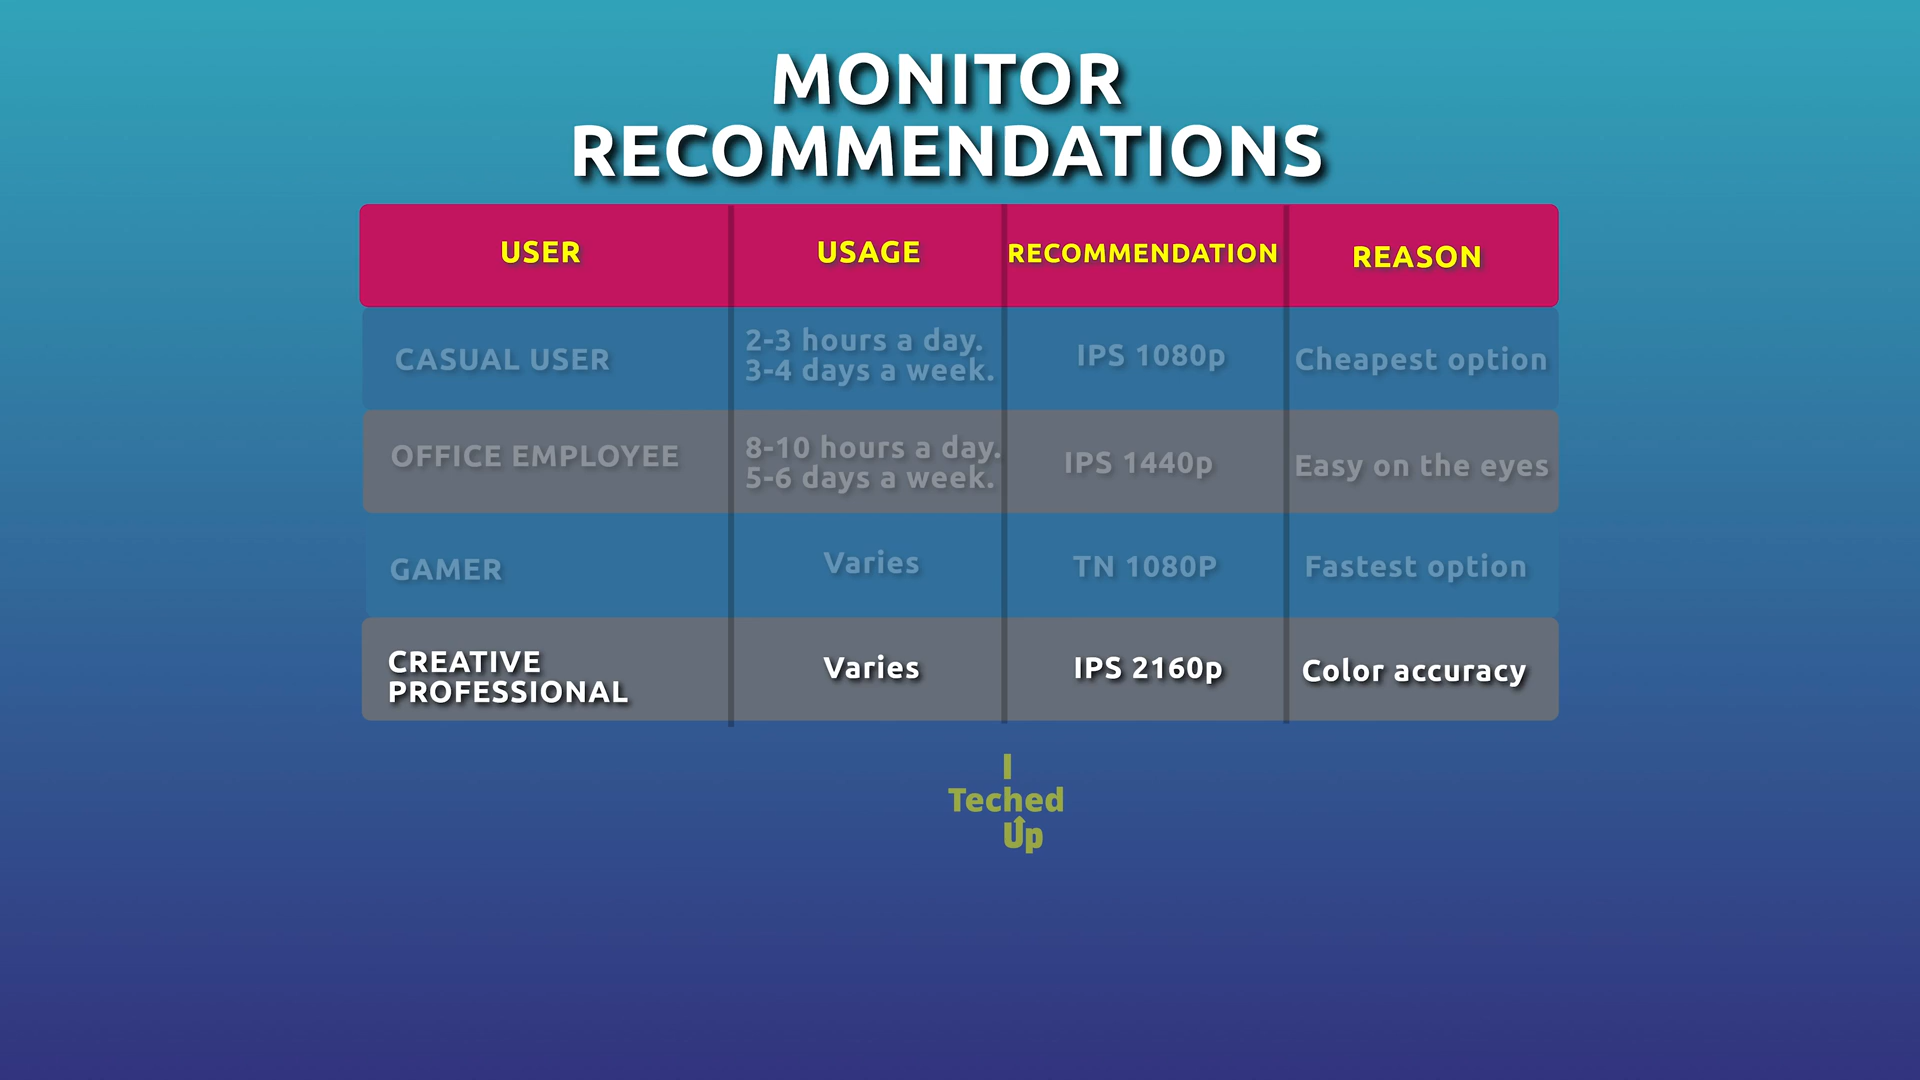 MONITOR
RECOMMENDATIONS
USER USAGE RECOMMENDATION REASON
CASUAL USER 2-3 hours a day. 3-4 days a week. IPS 1080p Cheapest option
OFFICE EMPLOYEE 8-10 hours a day. 5-6 days a week. IPS 1440p Easy on the eyes
GAMER Varies TN 1080P Fastest option
CREATIVE PROFESSIONAL Varies IPS 2160p Color accuracy
I
Teched
Up